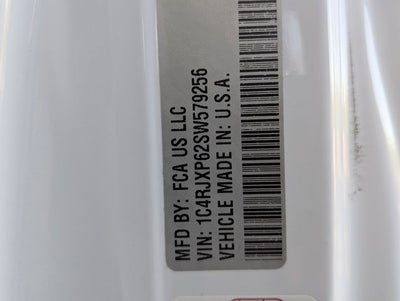 MFD BY: FCA US LLC
VIN: 1C4RJXP62SW579256
VEHICLE MADE IN: U.S.A.